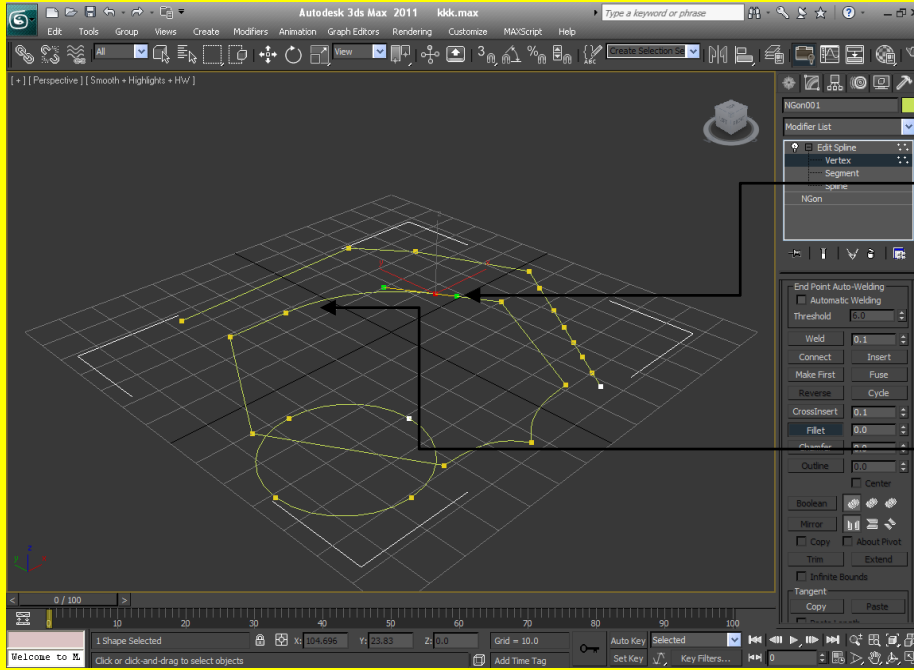 Autodesk 3ds Max 2011 kkk.max
Type a keyword or phrase
Edit Tools Group Views Create Modifiers Animation Graph Editors Rendering Customize MAXScript Help
All View Create Selection Se
[ + ] [ Perspective ] [ Smooth + Highlights + HW ]
NGon001
Modifier List
Edit Spline
Vertex
Segment
Spline
NGon
End Point Auto-Welding
Automatic Welding
Threshold 6.0
Weld 0.1
Connect Insert
Make First Fuse
Reverse Cycle
CrossInsert 0.1
Fillet 0.0
Chamfer 0.0
Outline 0.0
Center
Boolean
Mirror
Copy About Pivot
Trim Extend
Infinite Bounds
Tangent
Copy Paste
0 / 100
0 10 20 30 40 50 60 70 80 90 100
1 Shape Selected X: 104.696 Y: 23.83 Z: 0.0 Grid = 10.0 Auto Key Selected
Welcome to M. Click or click-and-drag to select objects Add Time Tag Set Key Key Filters... 0